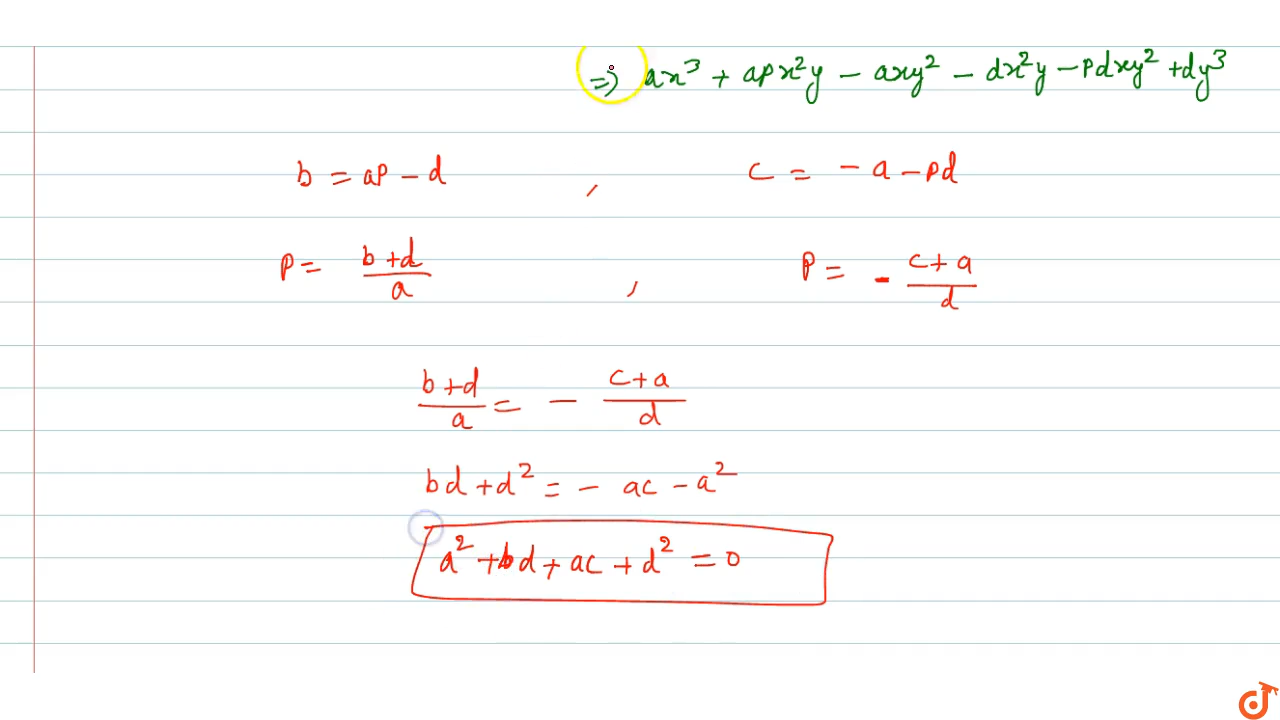 =) ax³ + apx²y - axy² - dx²y - pdxy² + dy³
b = ap - d , c = - a - pd
p = (b+d)/a , p = - (c+a)/d
(b+d)/a = - (c+a)/d
bd + d² = - ac - a²
a² + bd + ac + d² = 0